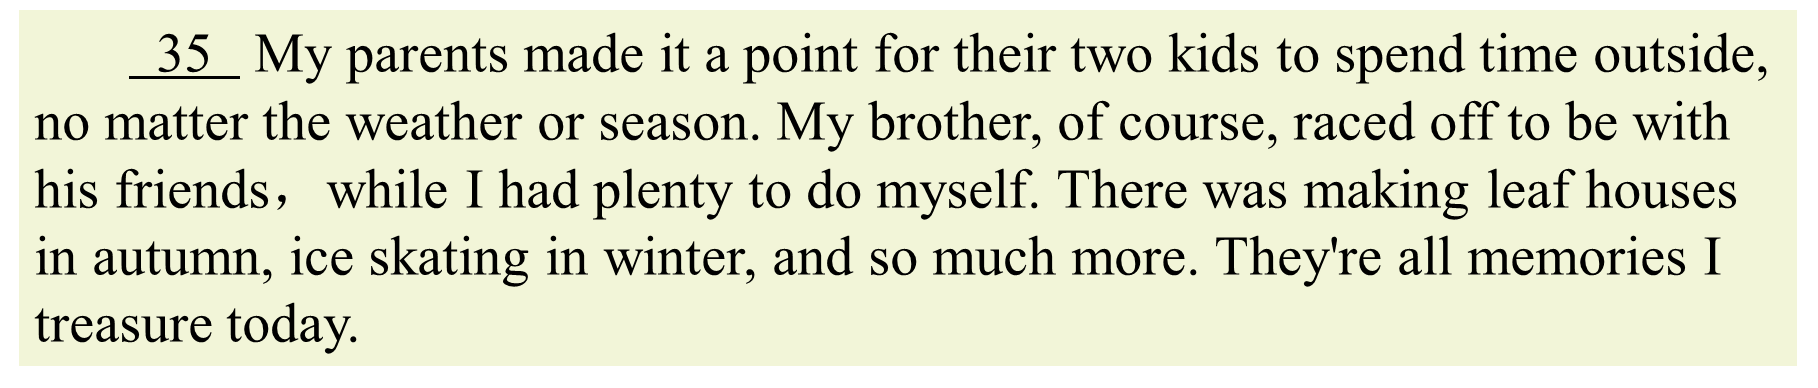 35 My parents made it a point for their two kids to spend time outside,
no matter the weather or season. My brother, of course, raced off to be with
his friends， while I had plenty to do myself. There was making leaf houses
in autumn, ice skating in winter, and so much more. They're all memories I
treasure today.